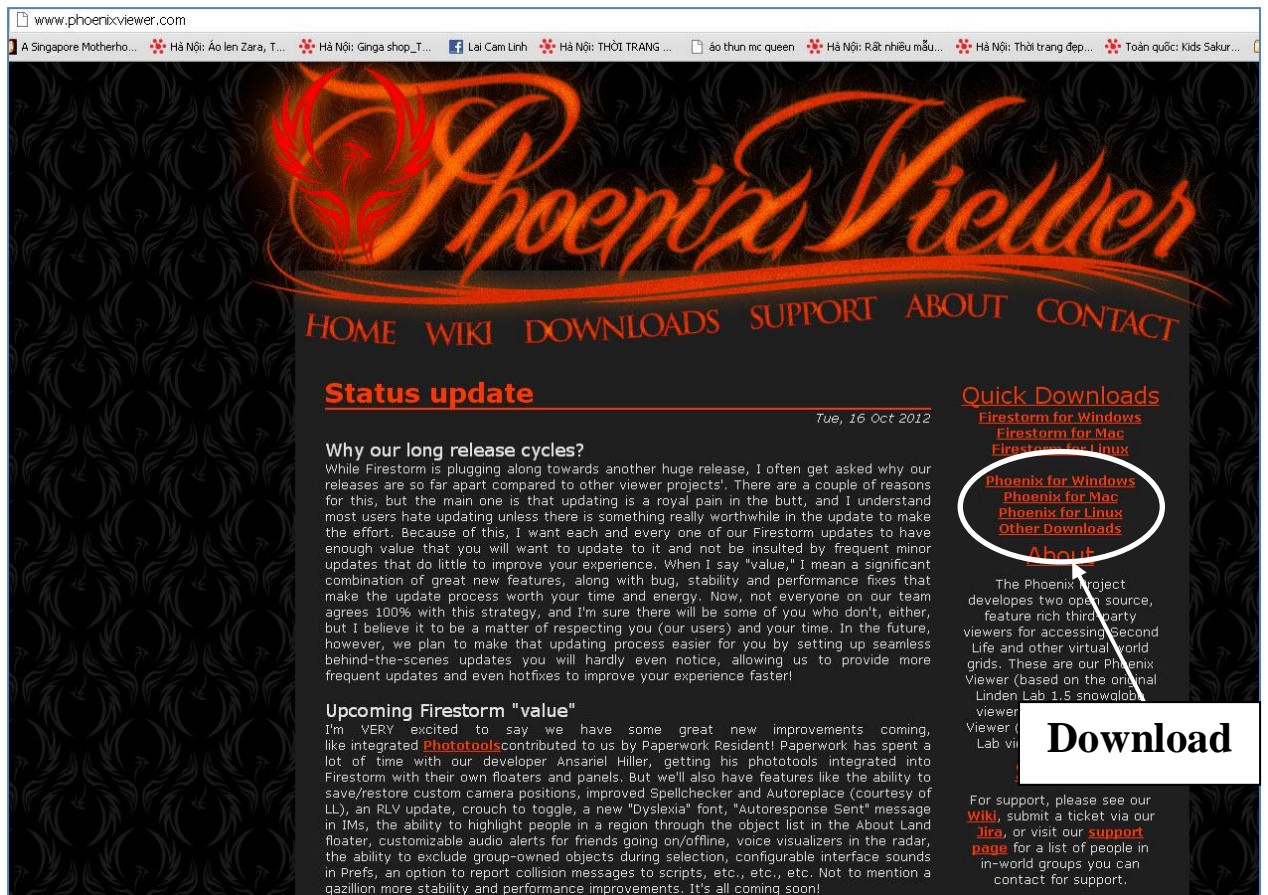 www.phoenixviewer.com
A Singapore Motherho... Hà Nội: Áo len Zara, T... Hà Nội: Ginga shop_T... Lai Cam Linh Hà Nội: THỜI TRANG ... áo thun mc queen Hà Nội: Rất nhiều mẫu... Hà Nội: Thời trang đẹp... Toàn quốc: Kids Sakur...
Phoenix Viewer
HOME WIKI DOWNLOADS SUPPORT ABOUT CONTACT
Status update
Tue, 16 Oct 2012
Why our long release cycles?
While Firestorm is plugging along towards another huge release, I often get asked why our
releases are so far apart compared to other viewer projects'. There are a couple of reasons
for this, but the main one is that updating is a royal pain in the butt, and I understand
most users hate updating unless there is something really worthwhile in the update to make
the effort. Because of this, I want each and every one of our Firestorm updates to have
enough value that you will want to update to it and not be insulted by frequent minor
updates that do little to improve your experience. When I say "value," I mean a significant
combination of great new features, along with bug, stability and performance fixes that
make the update process worth your time and energy. Now, not everyone on our team
agrees 100% with this strategy, and I'm sure there will be some of you who don't, either,
but I believe it to be a matter of respecting you (our users) and your time. In the future,
however, we plan to make that updating process easier for you by setting up seamless
behind-the-scenes updates you will hardly even notice, allowing us to provide more
frequent updates and even hotfixes to improve your experience faster!
Upcoming Firestorm "value"
I'm VERY excited to say we have some great new improvements coming,
like integrated Phototoolscontributed to us by Paperwork Resident! Paperwork has spent a
lot of time with our developer Ansariel Hiller, getting his phototools integrated into
Firestorm with their own floaters and panels. But we'll also have features like the ability to
save/restore custom camera positions, improved Spellchecker and Autoreplace (courtesy of
LL), an RLV update, crouch to toggle, a new "Dyslexia" font, "Autoresponse Sent" message
in IMs, the ability to highlight people in a region through the object list in the About Land
floater, customizable audio alerts for friends going on/offline, voice visualizers in the radar,
the ability to exclude group-owned objects during selection, configurable interface sounds
in Prefs, an option to report collision messages to scripts, etc., etc., etc. Not to mention a
gazillion more stability and performance improvements. It's all coming soon!
Quick Downloads
Firestorm for Windows
Firestorm for Mac
Firestorm for Linux
Phoenix for Windows
Phoenix for Mac
Phoenix for Linux
Other Downloads
About
The Phoenix Project
developes two open source,
feature rich third-party
viewers for accessing Second
Life and other virtual world
grids. These are our Phoenix
Viewer (based on the original
Linden Lab 1.5 snowglobe
viewer
Viewer (
Lab
Download
For support, please see our
Wiki, submit a ticket via our
Jira, or visit our support
page for a list of people in
in-world groups you can
contact for support.